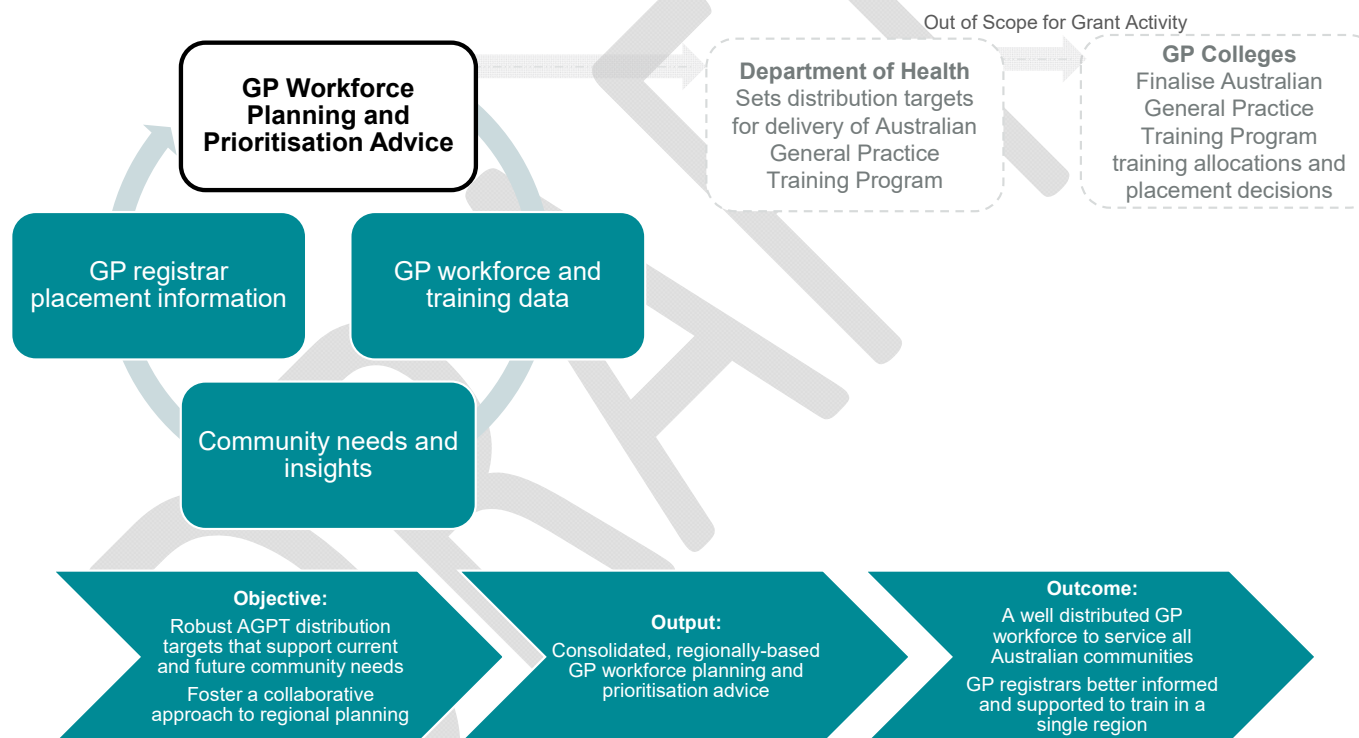 Out of Scope for Grant Activity
GP Workforce
Planning and
Prioritisation Advice
Department of Health
Sets distribution targets
for delivery of Australian
General Practice
Training Program
GP Colleges
Finalise Australian
General Practice
Training Program
training allocations and
placement decisions
GP registrar
placement information
GP workforce and
training data
Community needs and
insights
Objective:
Robust AGPT distribution
targets that support current
and future community needs
Foster a collaborative
approach to regional planning
Output:
Consolidated, regionally-based
GP workforce planning and
prioritisation advice
Outcome:
A well distributed GP
workforce to service all
Australian communities
GP registrars better informed
and supported to train in a
single region